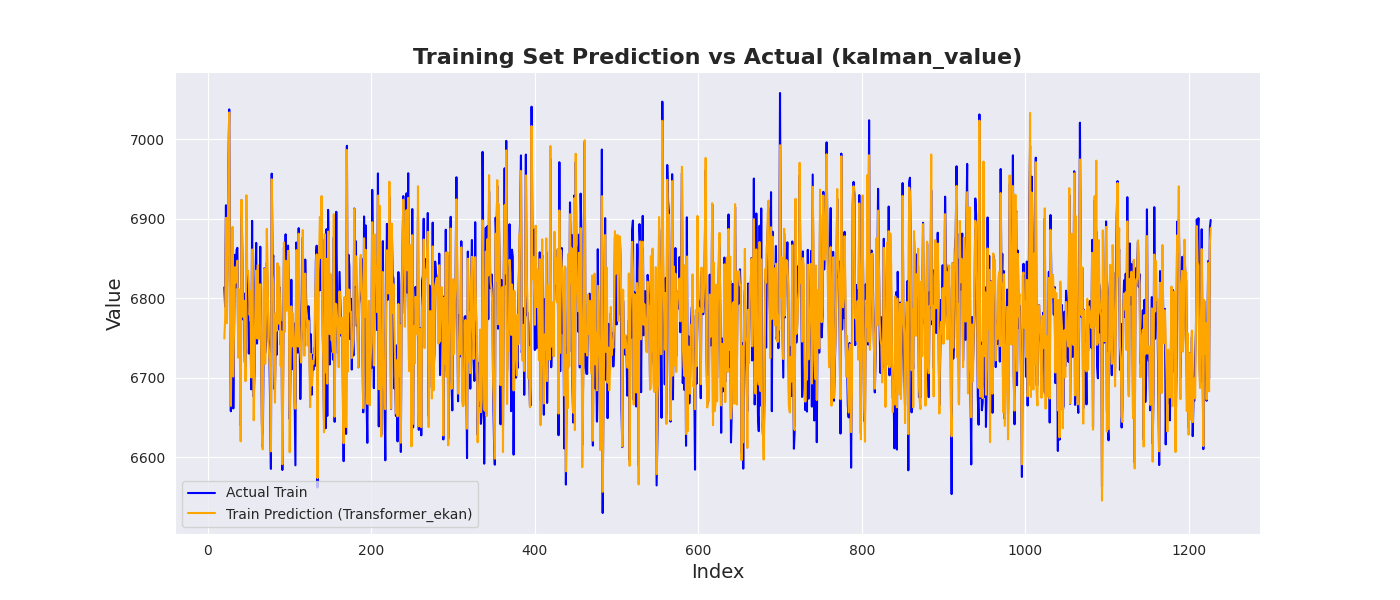 Training Set Prediction vs Actual (kalman_value)
Value
7000
6900
6800
6700
6600
Actual Train
Train Prediction (Transformer_ekan)
0 200 400 600 800 1000 1200
Index